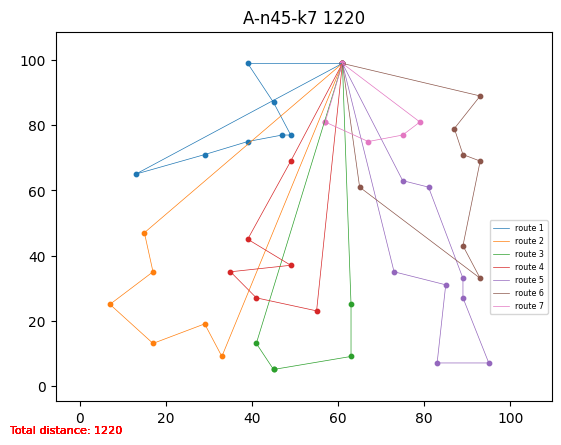 A-n45-k7 1220
100
80
60
40
20
0
0 20 40 60 80 100
route 1
route 2
route 3
route 4
route 5
route 6
route 7
Total distance: 1220